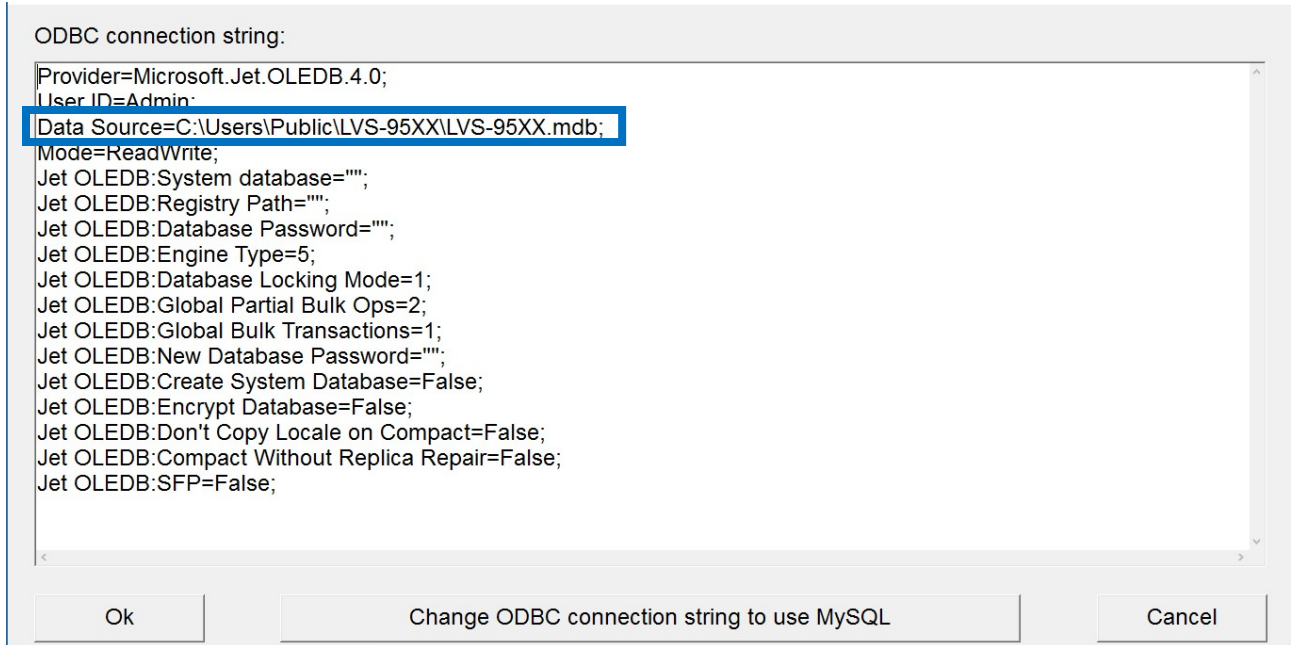 ODBC connection string:
Provider=Microsoft.Jet.OLEDB.4.0;
User ID=Admin;
Data Source=C:\Users\Public\LVS-95XX\LVS-95XX.mdb;
Mode=ReadWrite;
Jet OLEDB:System database="";
Jet OLEDB:Registry Path="";
Jet OLEDB:Database Password="";
Jet OLEDB:Engine Type=5;
Jet OLEDB:Database Locking Mode=1;
Jet OLEDB:Global Partial Bulk Ops=2;
Jet OLEDB:Global Bulk Transactions=1;
Jet OLEDB:New Database Password="";
Jet OLEDB:Create System Database=False;
Jet OLEDB:Encrypt Database=False;
Jet OLEDB:Don't Copy Locale on Compact=False;
Jet OLEDB:Compact Without Replica Repair=False;
Jet OLEDB:SFP=False;
Ok
Change ODBC connection string to use MySQL
Cancel